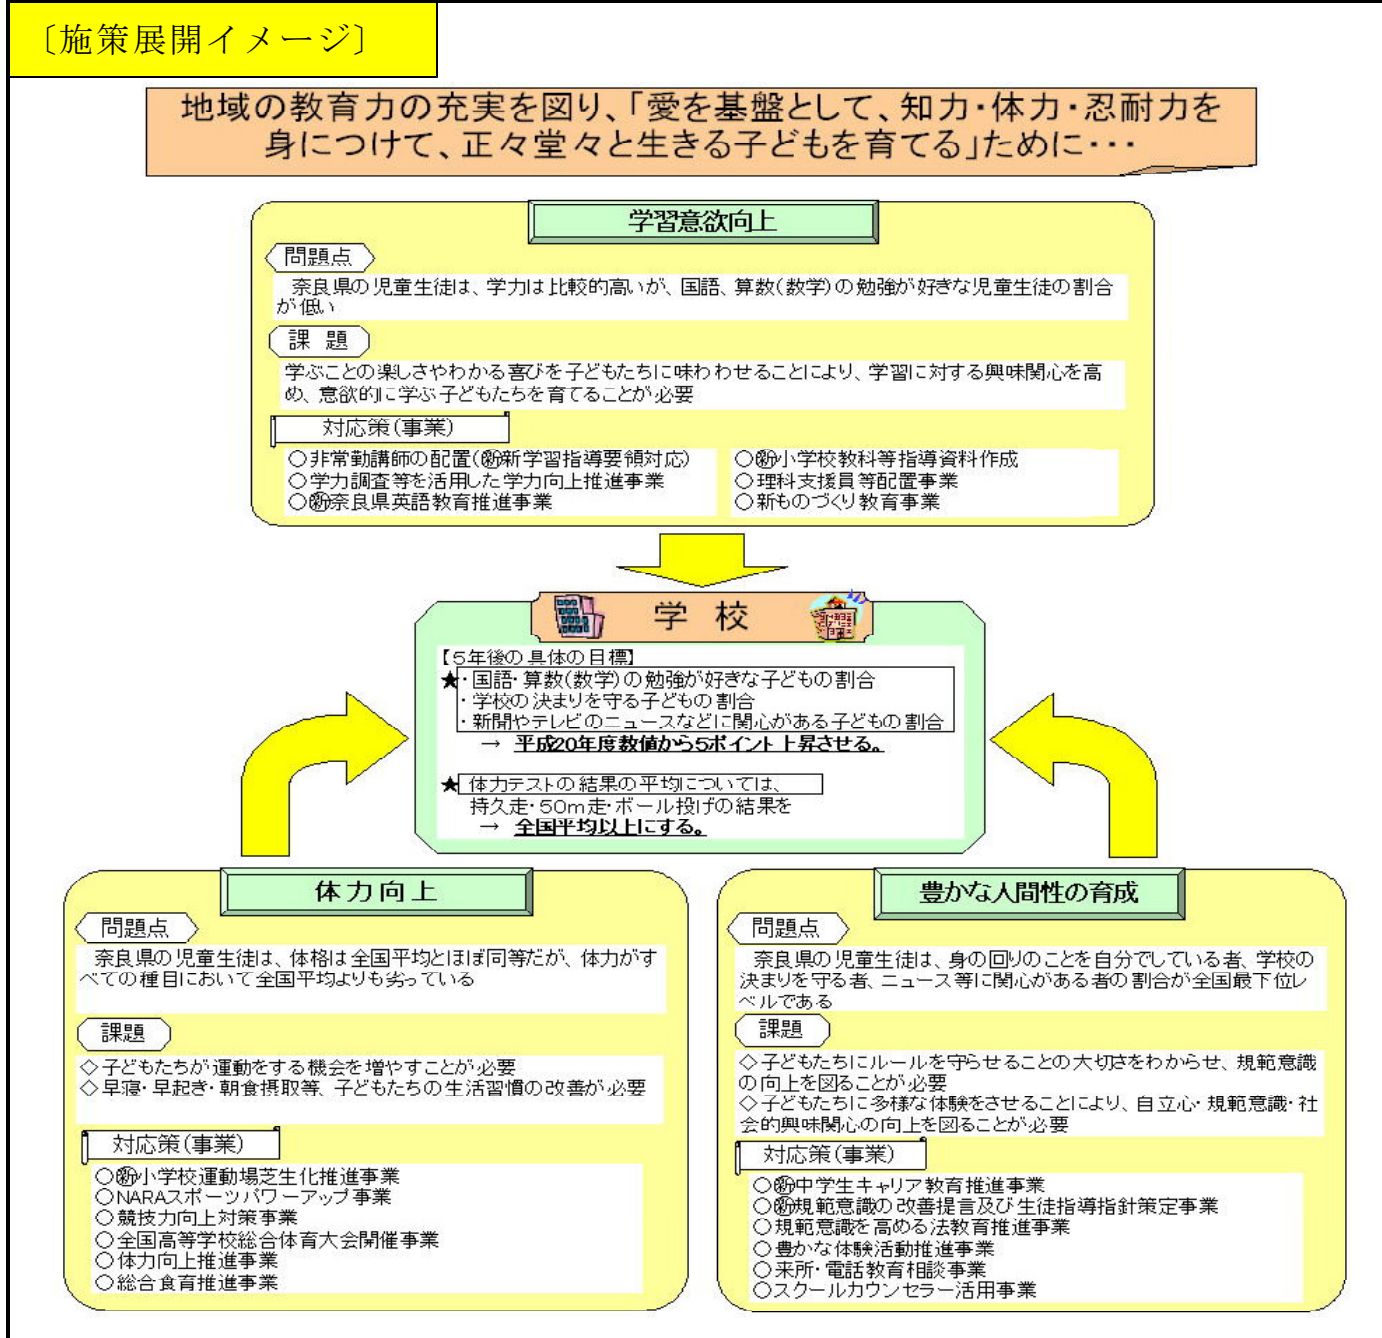 〔施策展開イメージ〕
地域の教育力の充実を図り、「愛を基盤として、知力・体力・忍耐力を
身につけて、正々堂々と生きる子どもを育てる」ために・・・
学習意欲向上
問題点
奈良県の児童生徒は、学力は比較的高いが、国語、算数(数学)の勉強が好きな児童生徒の割合
が低い
課 題
学ぶことの楽しさやわかる喜びを子どもたちに味わわせることにより、学習に対する興味関心を高
め、意欲的に学ぶ子どもたちを育てることが必要
対応策(事業)
○非常勤講師の配置(㊟新学習指導要領対応)
○学力調査等を活用した学力向上推進事業
○新奈良県英語教育推進事業
○新小学校教科等指導資料作成
○理科支援員等配置事業
○新ものづくり教育事業
学 校
【5年後の具体の目標】
★・国語・算数(数学)の勉強が好きな子どもの割合
・学校の決まりを守る子どもの割合
・新聞やテレビのニュースなどに関心がある子どもの割合
→ 平成20年度数値から5ポイント上昇させる。
★体力テストの結果の平均については、
持久走・50m走・ボール投げの結果を
→ 全国平均以上にする。
体力向上
問題点
奈良県の児童生徒は、体格は全国平均とほぼ同等だが、体力がす
べての種目において全国平均よりも劣っている
課題
◇子どもたちが運動をする機会を増やすことが必要
◇早寝・早起き・朝食摂取等、子どもたちの生活習慣の改善が必要
対応策(事業)
○新小学校運動場芝生化推進事業
○NARAスポーツパワーアップ事業
○競技力向上対策事業
○全国高等学校総合体育大会開催事業
○体力向上推進事業
○総合食育推進事業
豊かな人間性の育成
問題点
奈良県の児童生徒は、身の回りのことを自分でしている者、学校の
決まりを守る者、ニュース等に関心がある者の割合が全国最下位レ
ベルである
課題
◇子どもたちにルールを守らせることの大切さをわからせ、規範意識
の向上を図ることが必要
◇子どもたちに多様な体験をさせることにより、自立心・規範意識・社
会的興味関心の向上を図ることが必要
対応策(事業)
○新中学生キャリア教育推進事業
○新規範意識の改善提言及び生徒指導指針策定事業
○規範意識を高める法教育推進事業
○豊かな体験活動推進事業
○来所・電話教育相談事業
○スクールカウンセラー活用事業